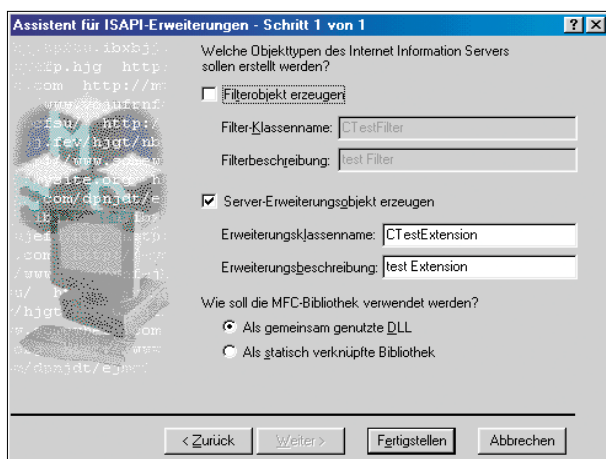 Assistent für ISAPI-Erweiterungen - Schritt 1 von 1
Welche Objekttypen des Internet Information Servers
sollen erstellt werden?
Filterobjekt erzeugen
Filter-Klassenname: CTestFilter
Filterbeschreibung: test Filter
Server-Erweiterungsobjekt erzeugen
Erweiterungsklassenname: CTestExtension
Erweiterungsbeschreibung: test Extension
Wie soll die MFC-Bibliothek verwendet werden?
Als gemeinsam genutzte DLL
Als statisch verknüpfte Bibliothek
< Zurück
Weiter >
Fertigstellen
Abbrechen